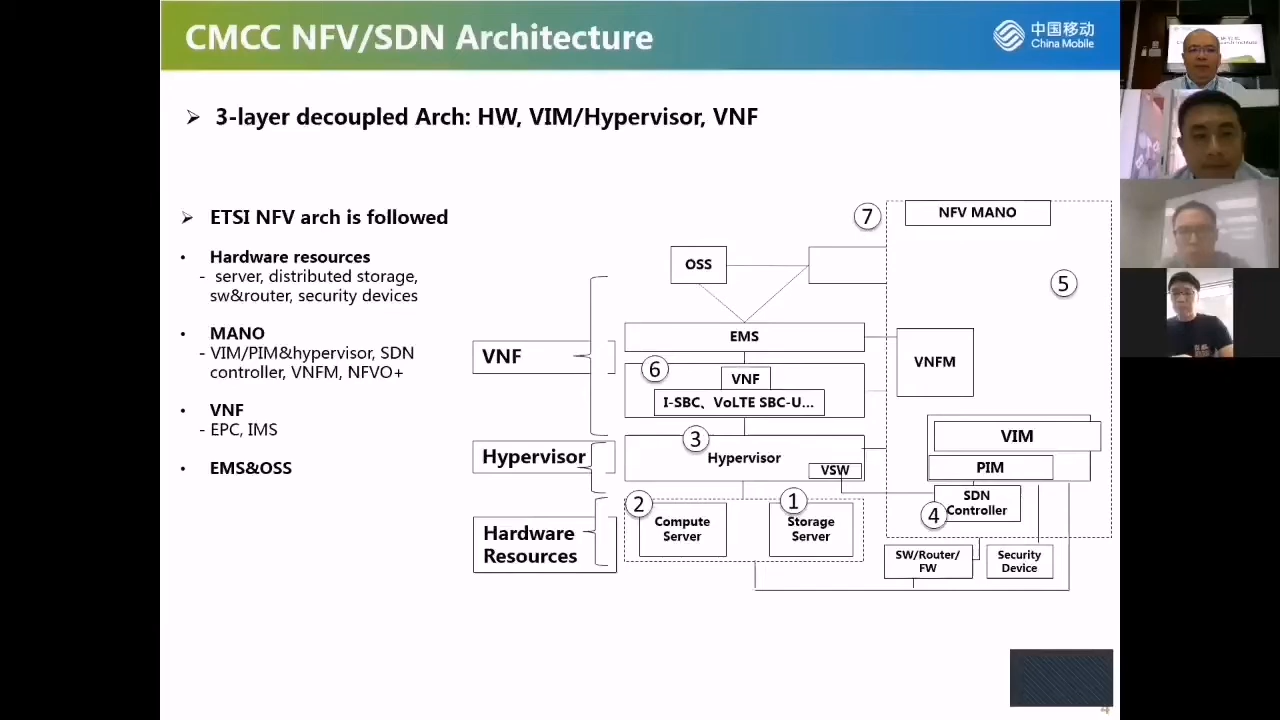 CMCC NFV/SDN Architecture
中国移动
China Mobile
➢ 3-layer decoupled Arch: HW, VIM/Hypervisor, VNF
➢ ETSI NFV arch is followed
• Hardware resources
- server, distributed storage,
sw&router, security devices
• MANO
- VIM/PIM&hypervisor, SDN
controller, VNFM, NFVO+
• VNF
- EPC, IMS
• EMS&OSS
7
NFV MANO
OSS
5
EMS
VNF
VNFM
6
VNF
I-SBC、VoLTE SBC-U...
VIM
3
Hypervisor
Hypervisor
VSW
PIM
2
1
SDN
Controller
4
Compute
Server
Storage
Server
Hardware
Resources
SW/Router/
FW
Security
Device
4